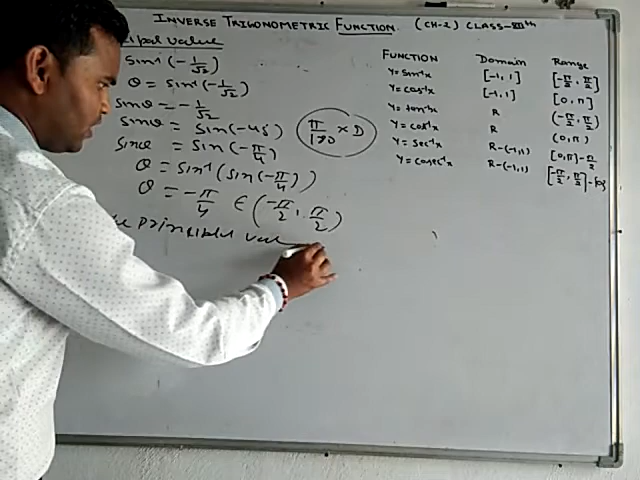 INVERSE TRIGONOMETRIC FUNCTION. (CH-2) CLASS-XIIth
ipal value
sin⁻¹(-1/√2)
θ = sin⁻¹(-1/√2)
sinθ = -1/√2
sinθ = sin(-45)
sinθ = sin(-π/4)
θ = sin⁻¹(sin(-π/4))
θ = -π/4 ∈ (-π/2, π/2)
π/180 × D
FUNCTION Domain Range
Y=sin⁻¹x [-1,1] [-π/2, π/2]
Y=cos⁻¹x [-1,1] [0,π]
Y=tan⁻¹x R (-π/2, π/2)
Y=cot⁻¹x R (0,π)
Y=sec⁻¹x R-(-1,1) [0,π]-π/2
Y=cosec⁻¹x R-(-1,1) [-π/2, π/2]-{0}